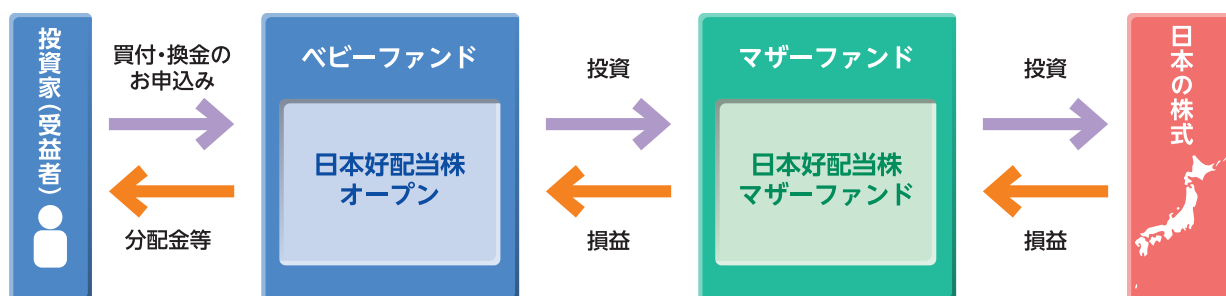 投資家(受益者)
買付・換金の
お申込み
分配金等
ベビーファンド
日本好配当株
オープン
投資
損益
マザーファンド
日本好配当株
マザーファンド
投資
損益
日本の株式